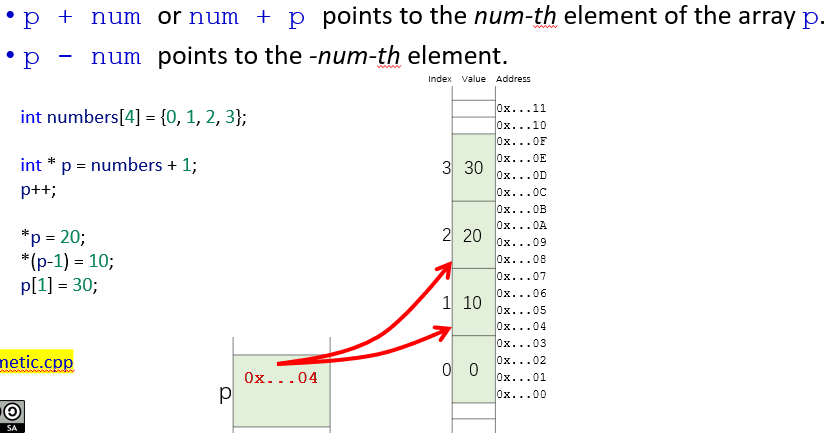 • p + num or num + p points to the num-th element of the array p.
• p - num points to the -num-th element.
Index Value Address
int numbers[4] = {0, 1, 2, 3};
int * p = numbers + 1;
p++;
*p = 20;
*(p-1) = 10;
p[1] = 30;
0x...11
0x...10
0x...0F
0x...0E
3 30
0x...0D
0x...0C
0x...0B
0x...0A
2 20
0x...09
0x...08
0x...07
0x...06
1 10
0x...05
0x...04
0x...03
0x...02
0 0
0x...01
0x...00
p
0x...04
metic.cpp
SA